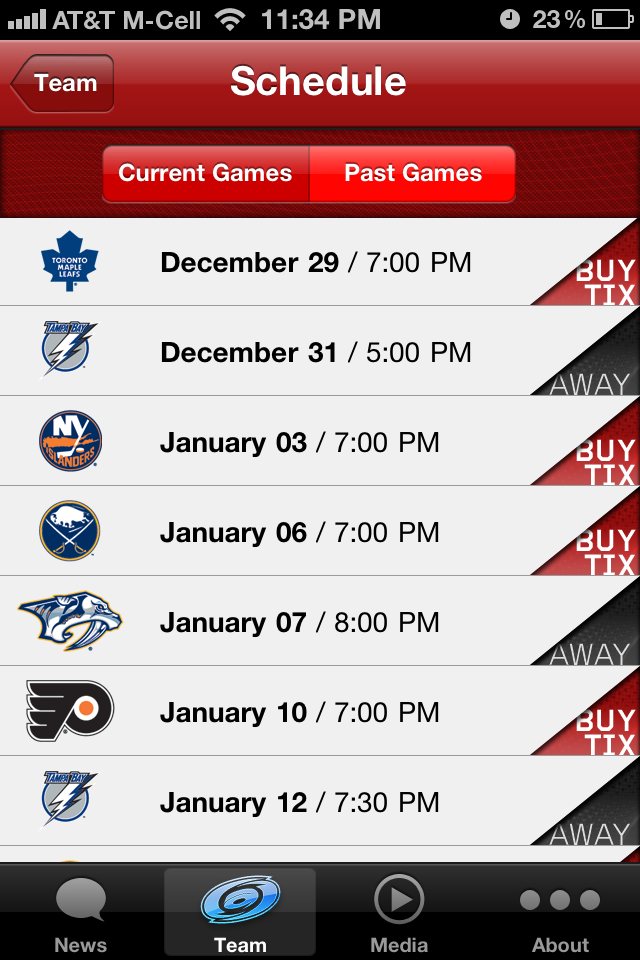 AT&T M-Cell 11:34 PM 23%
Team
Schedule
Current Games
Past Games
TORONTO
MAPLE
LEAFS
December 29 / 7:00 PM
BUY
TIX
TAMPA BAY
December 31 / 5:00 PM
AWAY
NY
ISLANDERS
January 03 / 7:00 PM
BUY
TIX
January 06 / 7:00 PM
BUY
TIX
January 07 / 8:00 PM
AWAY
P
January 10 / 7:00 PM
BUY
TIX
TAMPA BAY
January 12 / 7:30 PM
AWAY
News
Team
Media
About